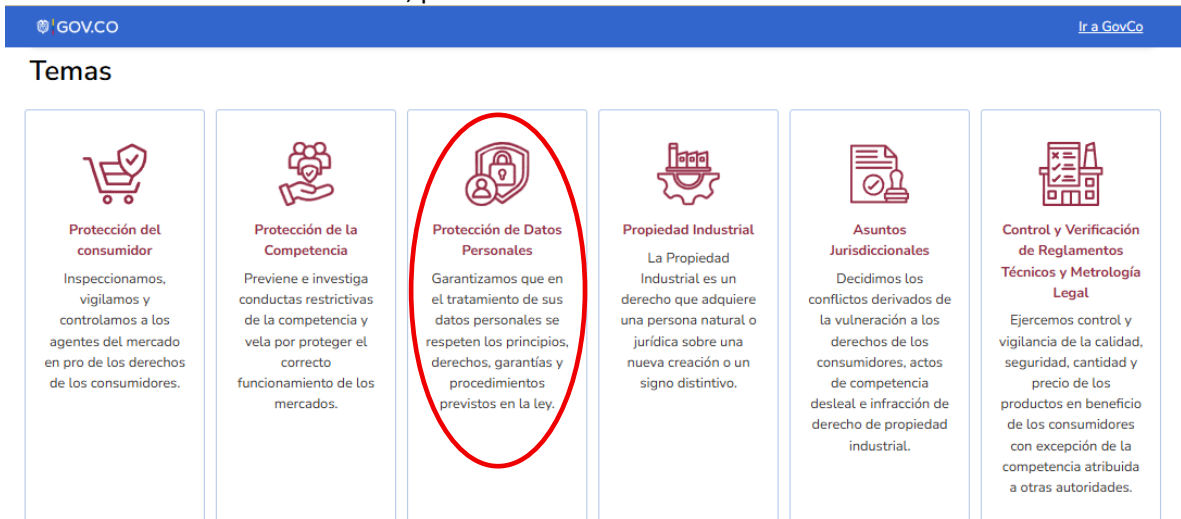 GOV.CO
Ir a GovCo
Temas
Protección del
consumidor
Inspeccionamos,
vigilamos y
controlamos a los
agentes del mercado
en pro de los derechos
de los consumidores.
Protección de la
Competencia
Previene e investiga
conductas restrictivas
de la competencia y
vela por proteger el
correcto
funcionamiento de los
mercados.
Protección de Datos
Personales
Garantizamos que en
el tratamiento de sus
datos personales se
respeten los principios,
derechos, garantías y
procedimientos
previstos en la ley.
Propiedad Industrial
La Propiedad
Industrial es un
derecho que adquiere
una persona natural o
jurídica sobre una
nueva creación o un
signo distintivo.
Asuntos
Jurisdiccionales
Decidimos los
conflictos derivados de
la vulneración a los
derechos de los
consumidores, actos
de competencia
desleal e infracción de
derecho de propiedad
industrial.
Control y Verificación
de Reglamentos
Técnicos y Metrología
Legal
Ejercemos control y
vigilancia de la calidad,
seguridad, cantidad y
precio de los
productos en beneficio
de los consumidores
con excepción de la
competencia atribuida
a otras autoridades.